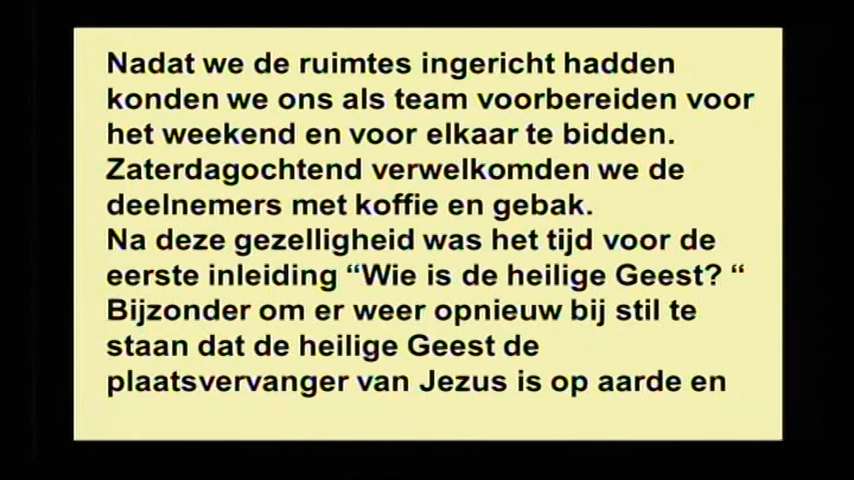 Nadat we de ruimtes ingericht hadden
konden we ons als team voorbereiden voor
het weekend en voor elkaar te bidden.
Zaterdagochtend verwelkomden we de
deelnemers met koffie en gebak.
Na deze gezelligheid was het tijd voor de
eerste inleiding “Wie is de heilige Geest? “
Bijzonder om er weer opnieuw bij stil te
staan dat de heilige Geest de
plaatsvervanger van Jezus is op aarde en